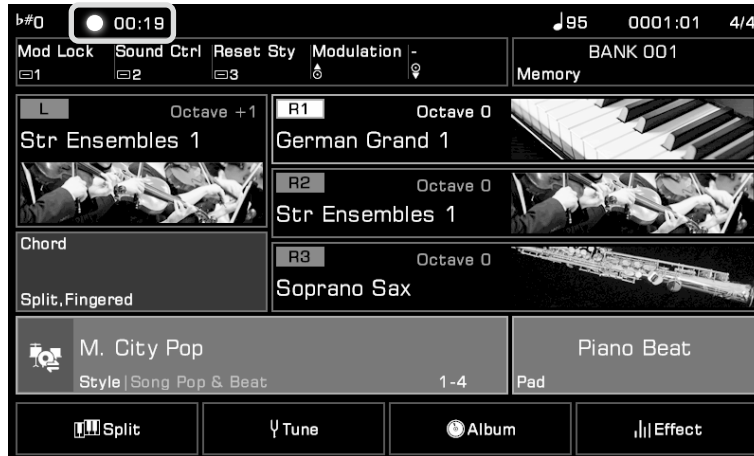 ♭♯0 00:19 ♩95 0001:01 4/4
Mod Lock Sound Ctrl Reset Sty Modulation -
1 2 3
BANK 001
Memory
L Octave +1
Str Ensembles 1
R1 Octave 0
German Grand 1
R2 Octave 0
Str Ensembles 1
R3 Octave 0
Soprano Sax
Chord
Split,Fingered
M. City Pop
Style|Song Pop & Beat 1-4
Piano Beat
Pad
Split Tune Album Effect